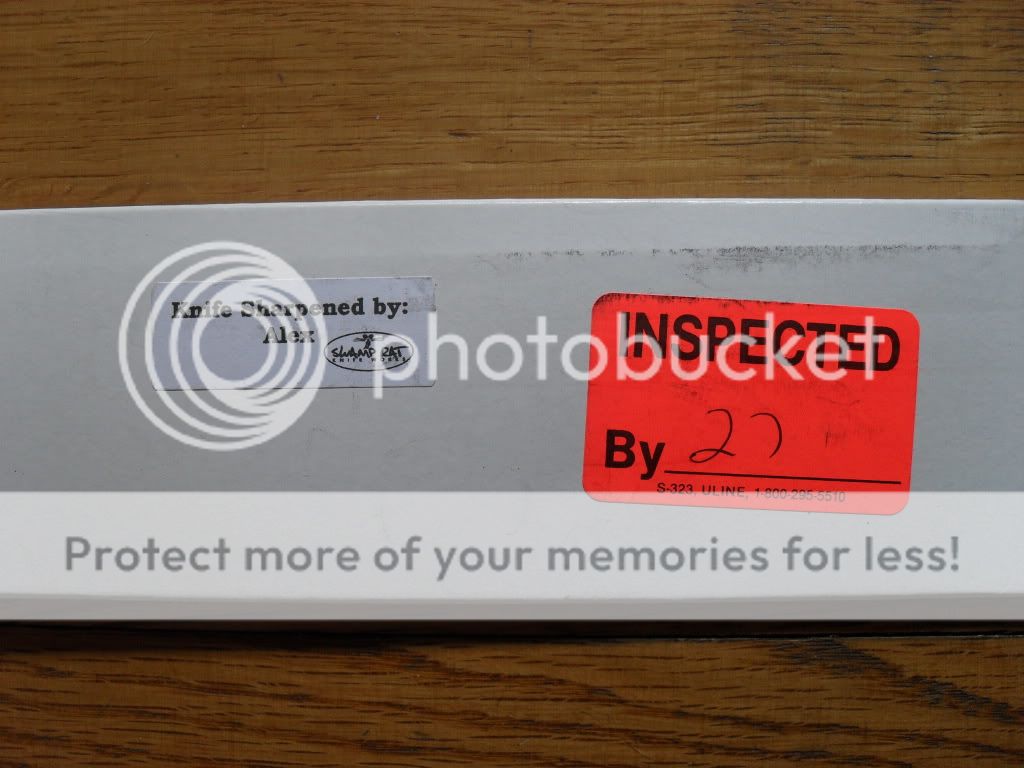 Knife Sharpened by:
Alex
SWAMP RAT
KNIFE WORKS
INSPECTED
By 27
S-323, ULINE, 1-800-295-5510
photobucket
Protect more of your memories for less!